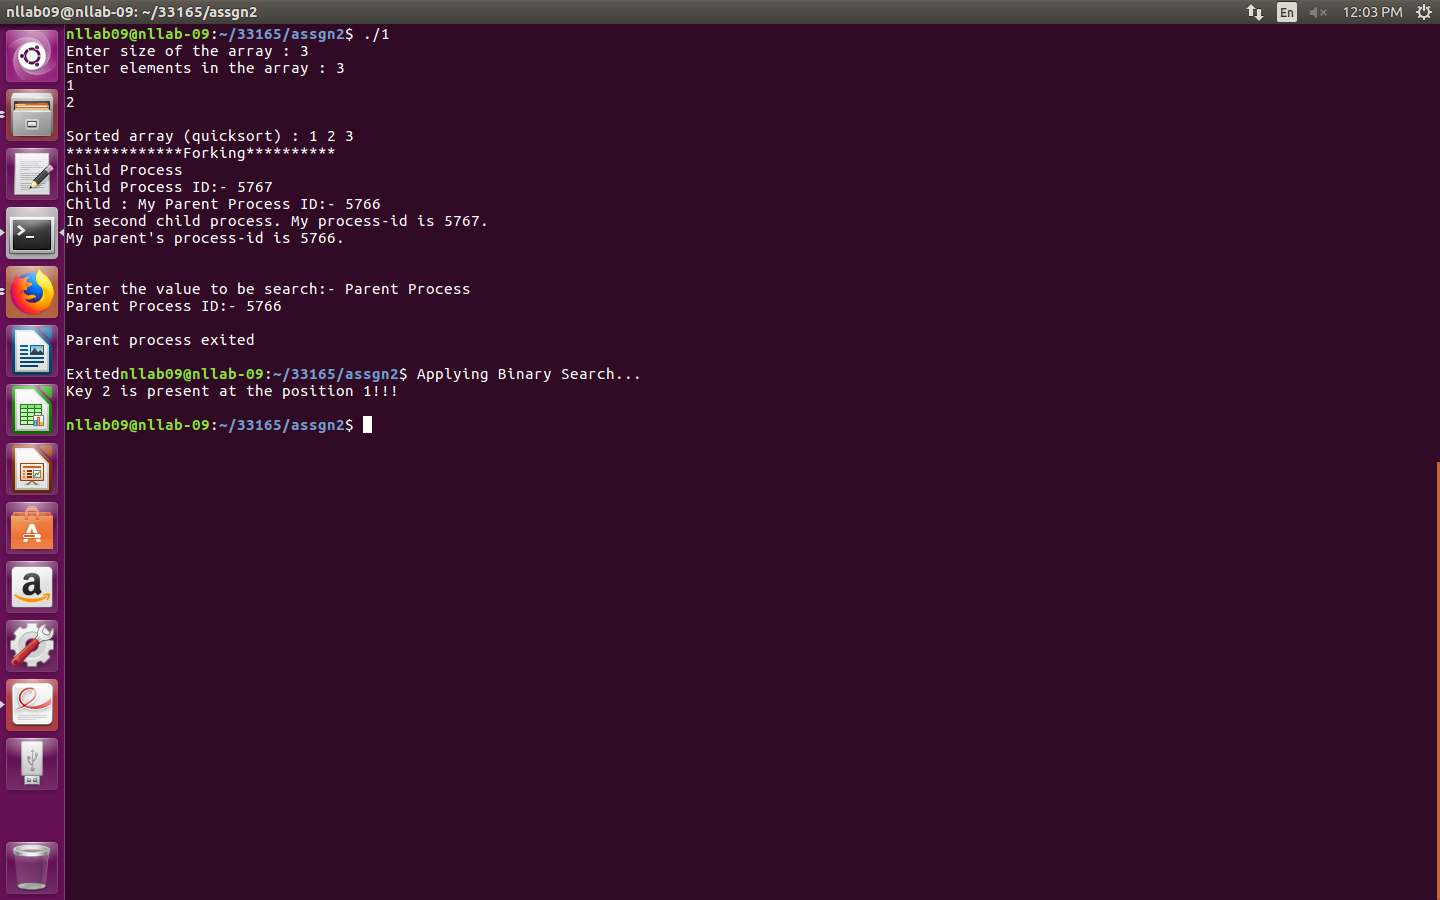 nllab09@nllab-09: ~/33165/assgn2
En
12:03 PM
nllab09@nllab-09:~/33165/assgn2$ ./1
Enter size of the array : 3
Enter elements in the array : 3
1
2
Sorted array (quicksort) : 1 2 3
*************Forking**********
Child Process
Child Process ID:- 5767
Child : My Parent Process ID:- 5766
In second child process. My process-id is 5767.
My parent's process-id is 5766.
Enter the value to be search:- Parent Process
Parent Process ID:- 5766
Parent process exited
Exitednllab09@nllab-09:~/33165/assgn2$ Applying Binary Search...
Key 2 is present at the position 1!!!
nllab09@nllab-09:~/33165/assgn2$